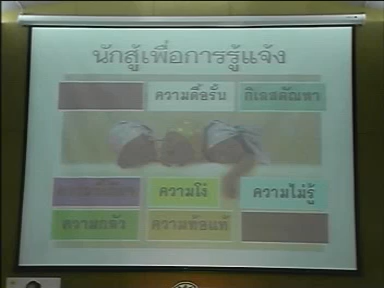 นักสู้เพื่อการรู้แจ้ง
ความดื้อรั้น กิเลสตัณหา
ความโง่ ความไม่รู้
ความกลัว ความท้อแท้